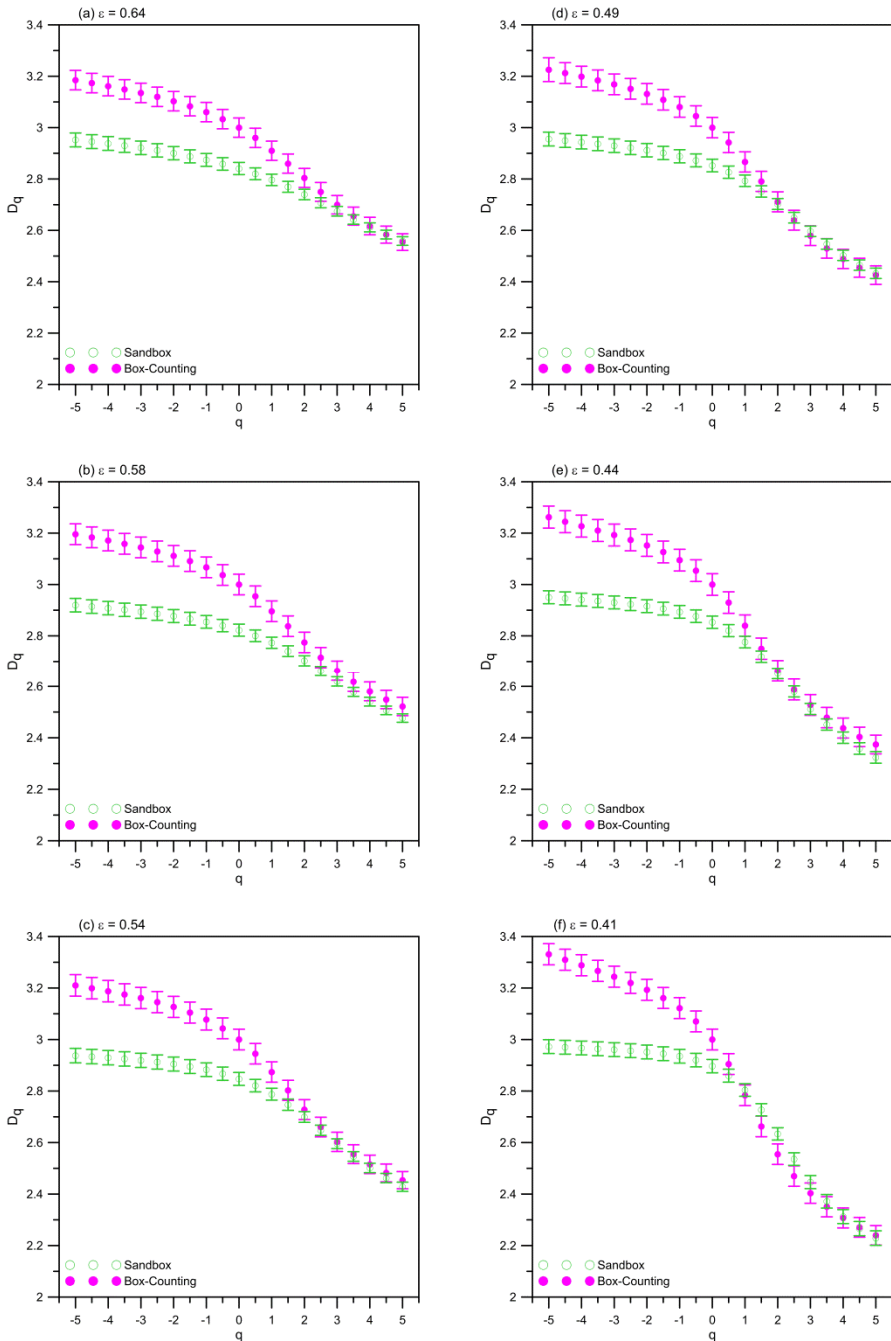 (a) ε = 0.64
3.4
3.2
3
2.8
2.6
2.4
2.2
2
Dq
Sandbox
Box-Counting
-5 -4 -3 -2 -1 0 1 2 3 4 5
q
(d) ε = 0.49
3.4
3.2
3
2.8
2.6
2.4
2.2
2
Dq
Sandbox
Box-Counting
-5 -4 -3 -2 -1 0 1 2 3 4 5
q
(b) ε = 0.58
3.4
3.2
3
2.8
2.6
2.4
2.2
2
Dq
Sandbox
Box-Counting
-5 -4 -3 -2 -1 0 1 2 3 4 5
q
(e) ε = 0.44
3.4
3.2
3
2.8
2.6
2.4
2.2
2
Dq
Sandbox
Box-Counting
-5 -4 -3 -2 -1 0 1 2 3 4 5
q
(c) ε = 0.54
3.4
3.2
3
2.8
2.6
2.4
2.2
2
Dq
Sandbox
Box-Counting
-5 -4 -3 -2 -1 0 1 2 3 4 5
q
(f) ε = 0.41
3.4
3.2
3
2.8
2.6
2.4
2.2
2
Dq
Sandbox
Box-Counting
-5 -4 -3 -2 -1 0 1 2 3 4 5
q